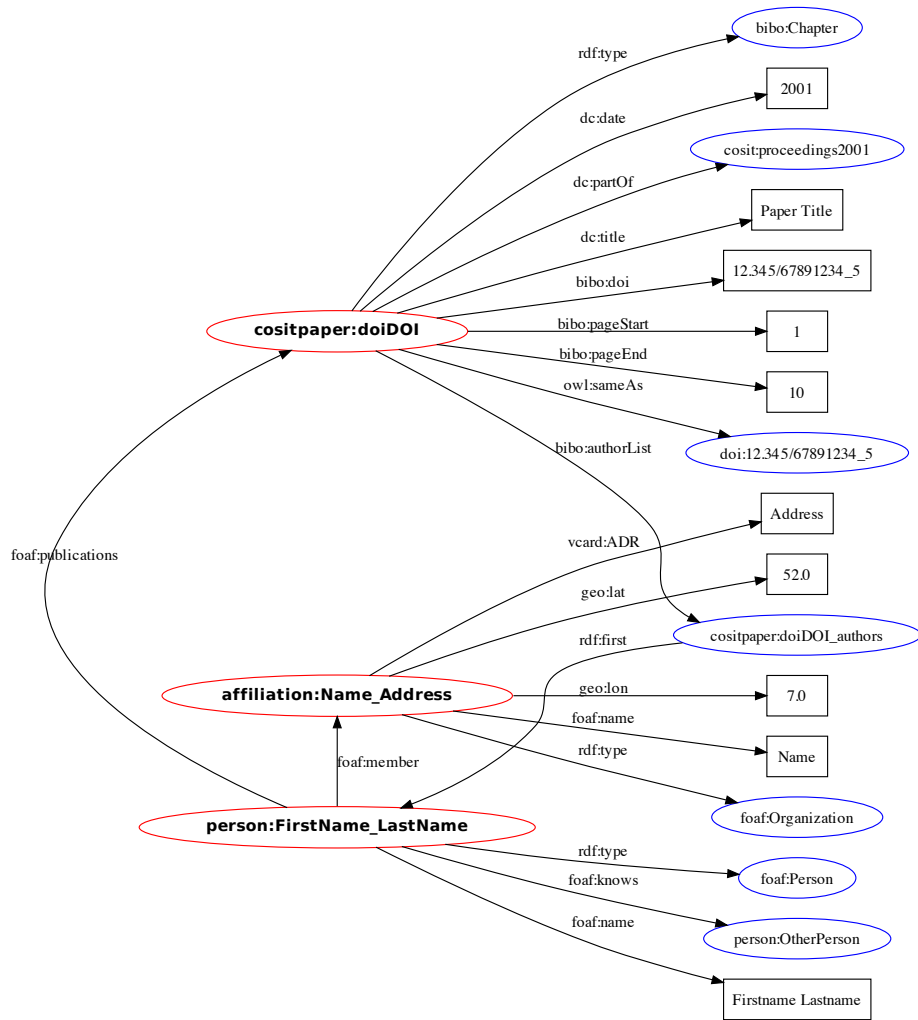 bibo:Chapter
rdf:type
2001
dc:date
cosit:proceedings2001
dc:partOf
Paper Title
dc:title
12.345/67891234_5
bibo:doi
cositpaper:doiDOI
bibo:pageStart
1
bibo:pageEnd
10
owl:sameAs
doi:12.345/67891234_5
bibo:authorList
Address
vcard:ADR
foaf:publications
52.0
geo:lat
cositpaper:doiDOI_authors
rdf:first
affiliation:Name_Address
geo:lon
7.0
foaf:name
Name
rdf:type
foaf:member
foaf:Organization
person:FirstName_LastName
rdf:type
foaf:Person
foaf:knows
person:OtherPerson
foaf:name
Firstname Lastname